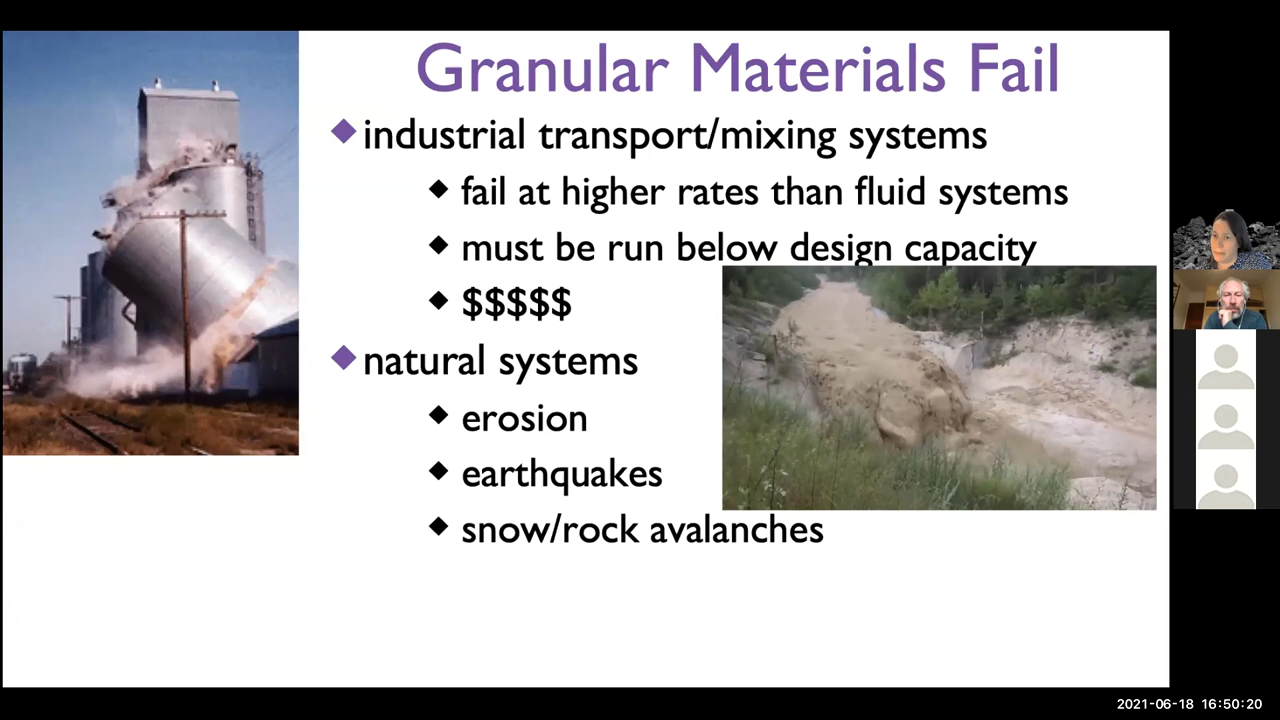 Granular Materials Fail
industrial transport/mixing systems
fail at higher rates than fluid systems
must be run below design capacity
$$$$$
natural systems
erosion
earthquakes
snow/rock avalanches
2021-06-18 16:50:20